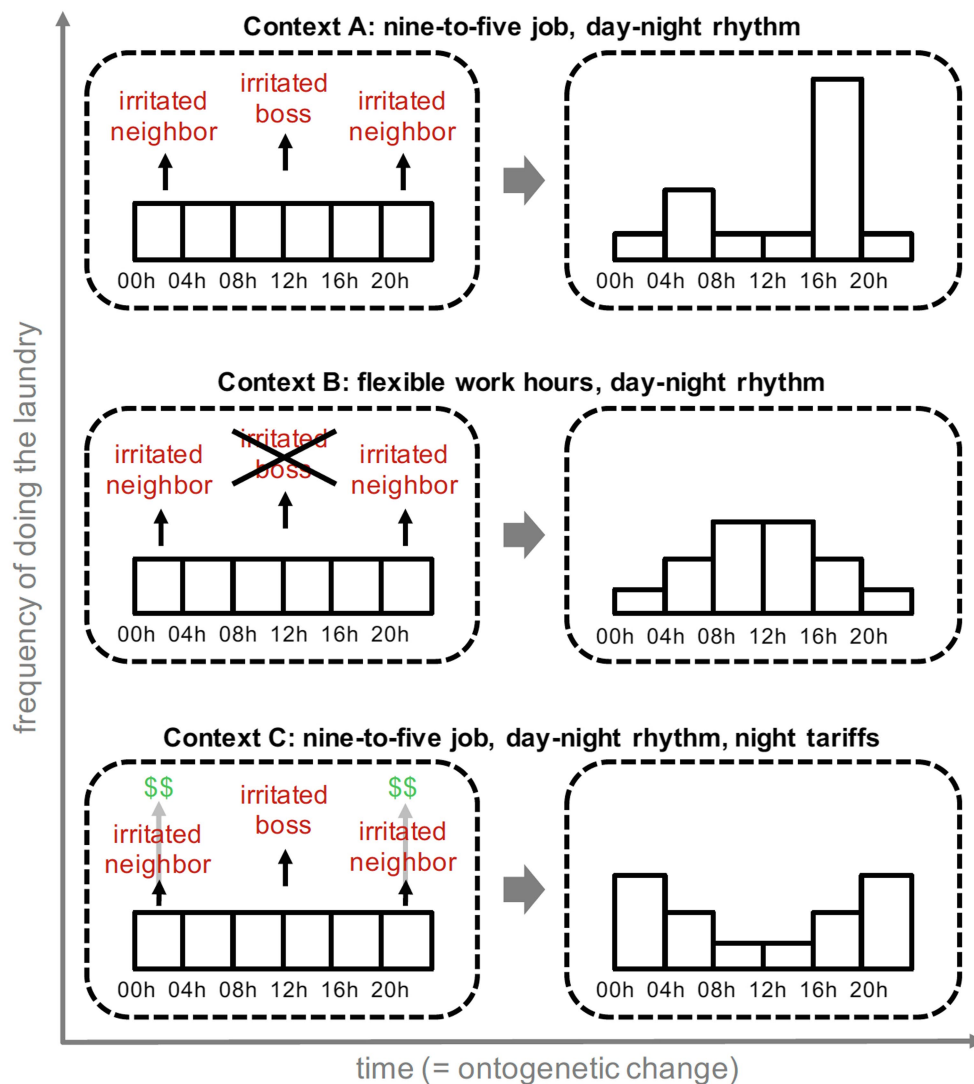 Context A: nine-to-five job, day-night rhythm
irritated
neighbor
irritated
boss
irritated
neighbor
00h 04h 08h 12h 16h 20h
00h 04h 08h 12h 16h 20h
Context B: flexible work hours, day-night rhythm
irritated
neighbor
irritated
boss
irritated
neighbor
00h 04h 08h 12h 16h 20h
00h 04h 08h 12h 16h 20h
Context C: nine-to-five job, day-night rhythm, night tariffs
$$
irritated
neighbor
irritated
boss
$$
irritated
neighbor
00h 04h 08h 12h 16h 20h
00h 04h 08h 12h 16h 20h
frequency of doing the laundry
time (= ontogenetic change)